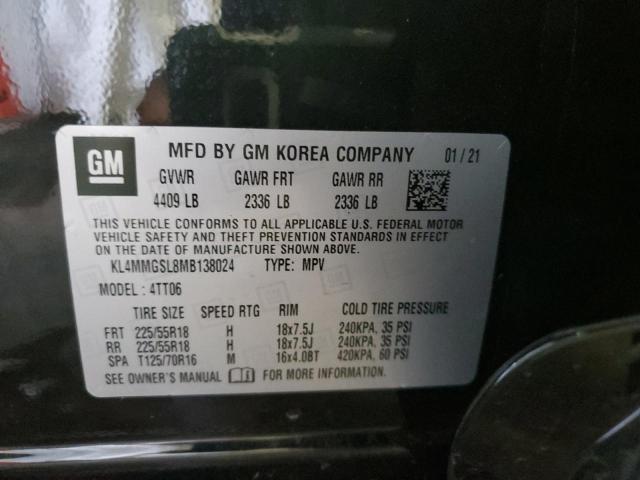 GM MFD BY GM KOREA COMPANY 01/21
GVWR GAWR FRT GAWR RR
4409 LB 2336 LB 2336 LB
THIS VEHICLE CONFORMS TO ALL APPLICABLE U.S. FEDERAL MOTOR
VEHICLE SAFETY AND THEFT PREVENTION STANDARDS IN EFFECT
ON THE DATE OF MANUFACTURE SHOWN ABOVE.
KL4MMGSL8MB138024 TYPE: MPV
MODEL: 4TT06
TIRE SIZE SPEED RTG RIM COLD TIRE PRESSURE
FRT 225/55R18 H 18x7.5J 240KPA, 35 PSI
RR 225/55R18 H 18x7.5J 240KPA, 35 PSI
SPA T125/70R16 M 16x4.0BT 420KPA, 60 PSI
SEE OWNER'S MANUAL FOR MORE INFORMATION.